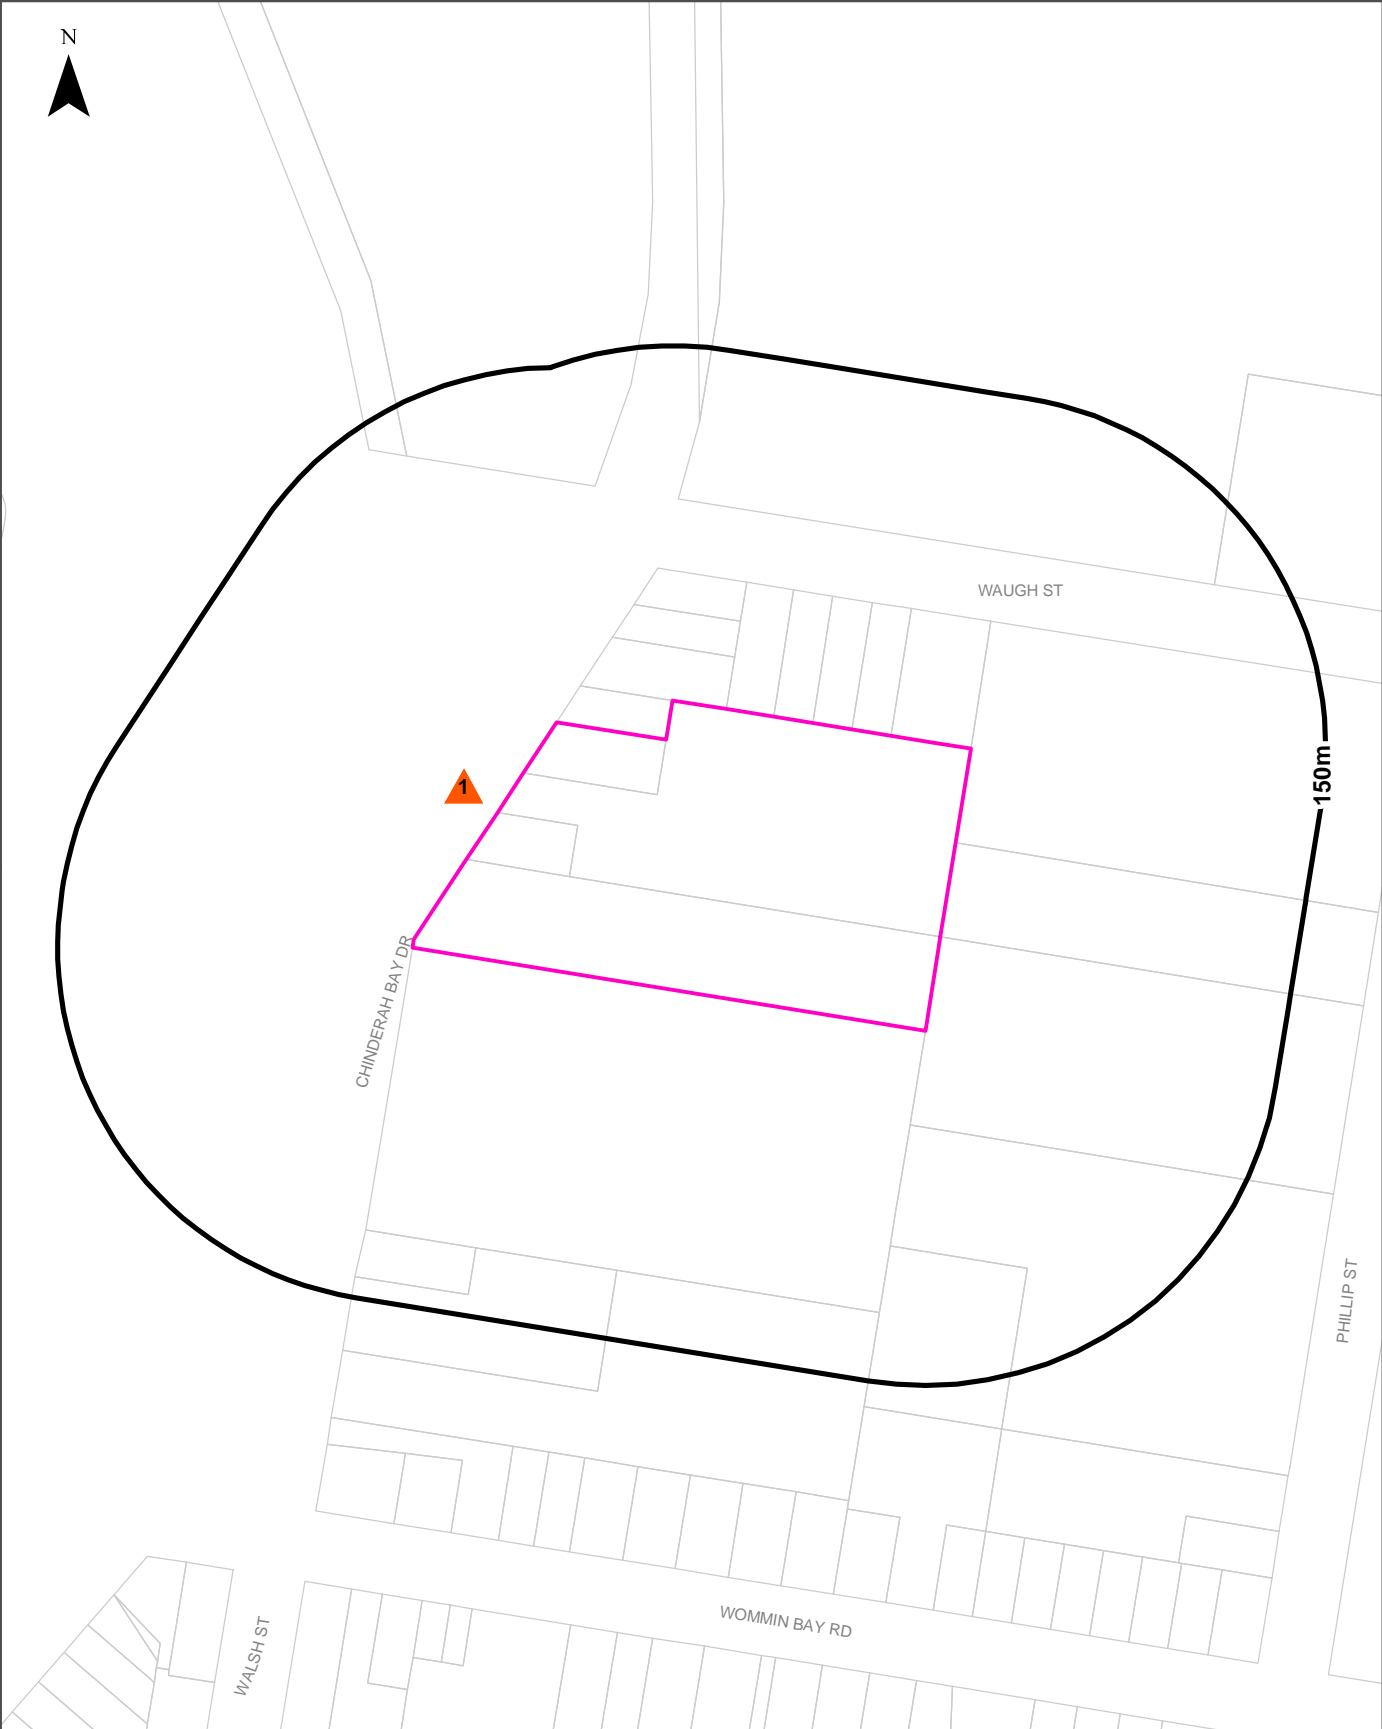 N
WAUGH ST
150m
1
CHINDERAH BAY DR
PHILLIP ST
WOMMIN BAY RD
WALSH ST